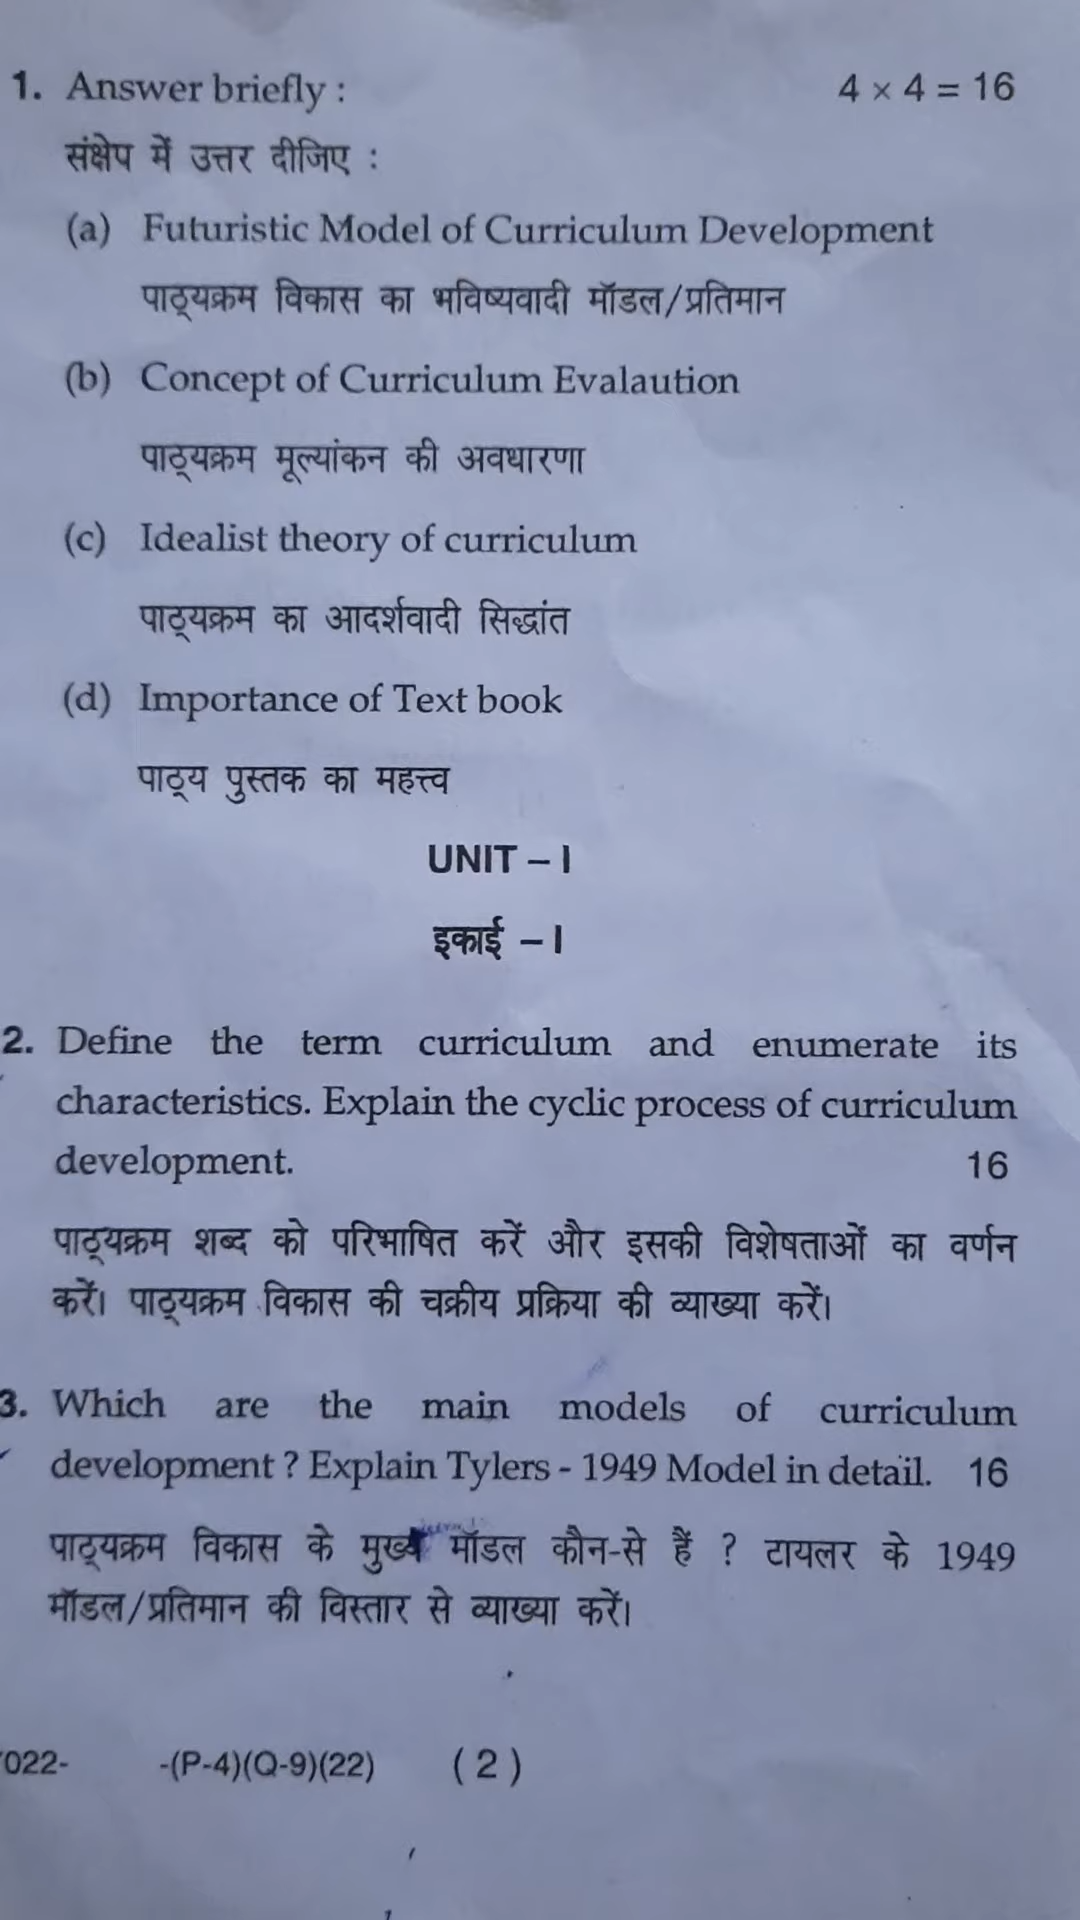 1. Answer briefly : 4 × 4 = 16
संक्षेप में उत्तर दीजिए :
(a) Futuristic Model of Curriculum Development
पाठ्यक्रम विकास का भविष्यवादी मॉडल/प्रतिमान
(b) Concept of Curriculum Evalaution
पाठ्यक्रम मूल्यांकन की अवधारणा
(c) Idealist theory of curriculum
पाठ्यक्रम का आदर्शवादी सिद्धांत
(d) Importance of Text book
पाठ्य पुस्तक का महत्त्व
UNIT – I
इकाई – I
2. Define the term curriculum and enumerate its
characteristics. Explain the cyclic process of curriculum
development. 16
पाठ्यक्रम शब्द को परिभाषित करें और इसकी विशेषताओं का वर्णन
करें। पाठ्यक्रम विकास की चक्रीय प्रक्रिया की व्याख्या करें।
3. Which are the main models of curriculum
development ? Explain Tylers - 1949 Model in detail. 16
पाठ्यक्रम विकास के मुख्य मॉडल कौन-से हैं ? टायलर के 1949
मॉडल/प्रतिमान की विस्तार से व्याख्या करें।
022- -(P-4)(Q-9)(22) ( 2 )